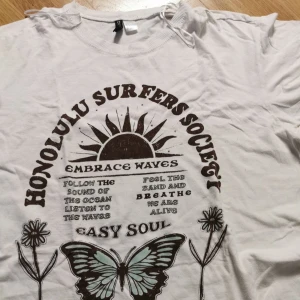 HONOLULU SURFERS SOCIETY
EMBRACE WAVES
FOLLOW THE
SOUND OF
THE OCEAN
LISTEN TO
THE WAVES
FEEL THE
SAND AND
BREATHE
WE ARE
ALIVE
EASY SOUL